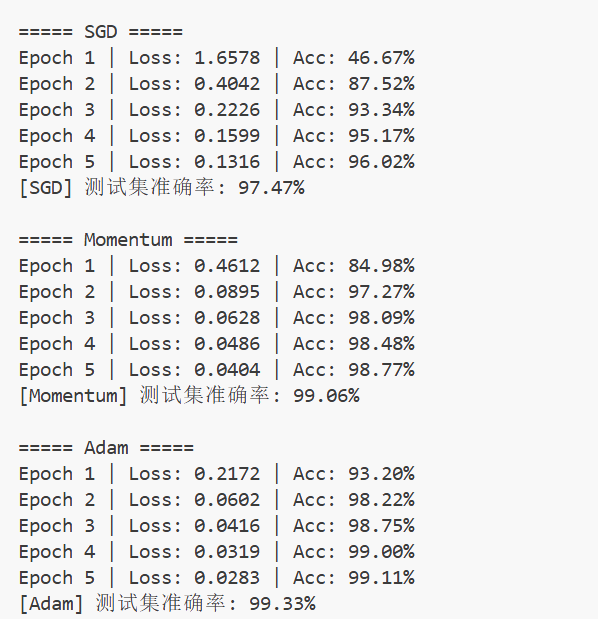 ===== SGD =====
Epoch 1 | Loss: 1.6578 | Acc: 46.67%
Epoch 2 | Loss: 0.4042 | Acc: 87.52%
Epoch 3 | Loss: 0.2226 | Acc: 93.34%
Epoch 4 | Loss: 0.1599 | Acc: 95.17%
Epoch 5 | Loss: 0.1316 | Acc: 96.02%
[SGD] 测试集准确率: 97.47%
===== Momentum =====
Epoch 1 | Loss: 0.4612 | Acc: 84.98%
Epoch 2 | Loss: 0.0895 | Acc: 97.27%
Epoch 3 | Loss: 0.0628 | Acc: 98.09%
Epoch 4 | Loss: 0.0486 | Acc: 98.48%
Epoch 5 | Loss: 0.0404 | Acc: 98.77%
[Momentum] 测试集准确率: 99.06%
===== Adam =====
Epoch 1 | Loss: 0.2172 | Acc: 93.20%
Epoch 2 | Loss: 0.0602 | Acc: 98.22%
Epoch 3 | Loss: 0.0416 | Acc: 98.75%
Epoch 4 | Loss: 0.0319 | Acc: 99.00%
Epoch 5 | Loss: 0.0283 | Acc: 99.11%
[Adam] 测试集准确率: 99.33%